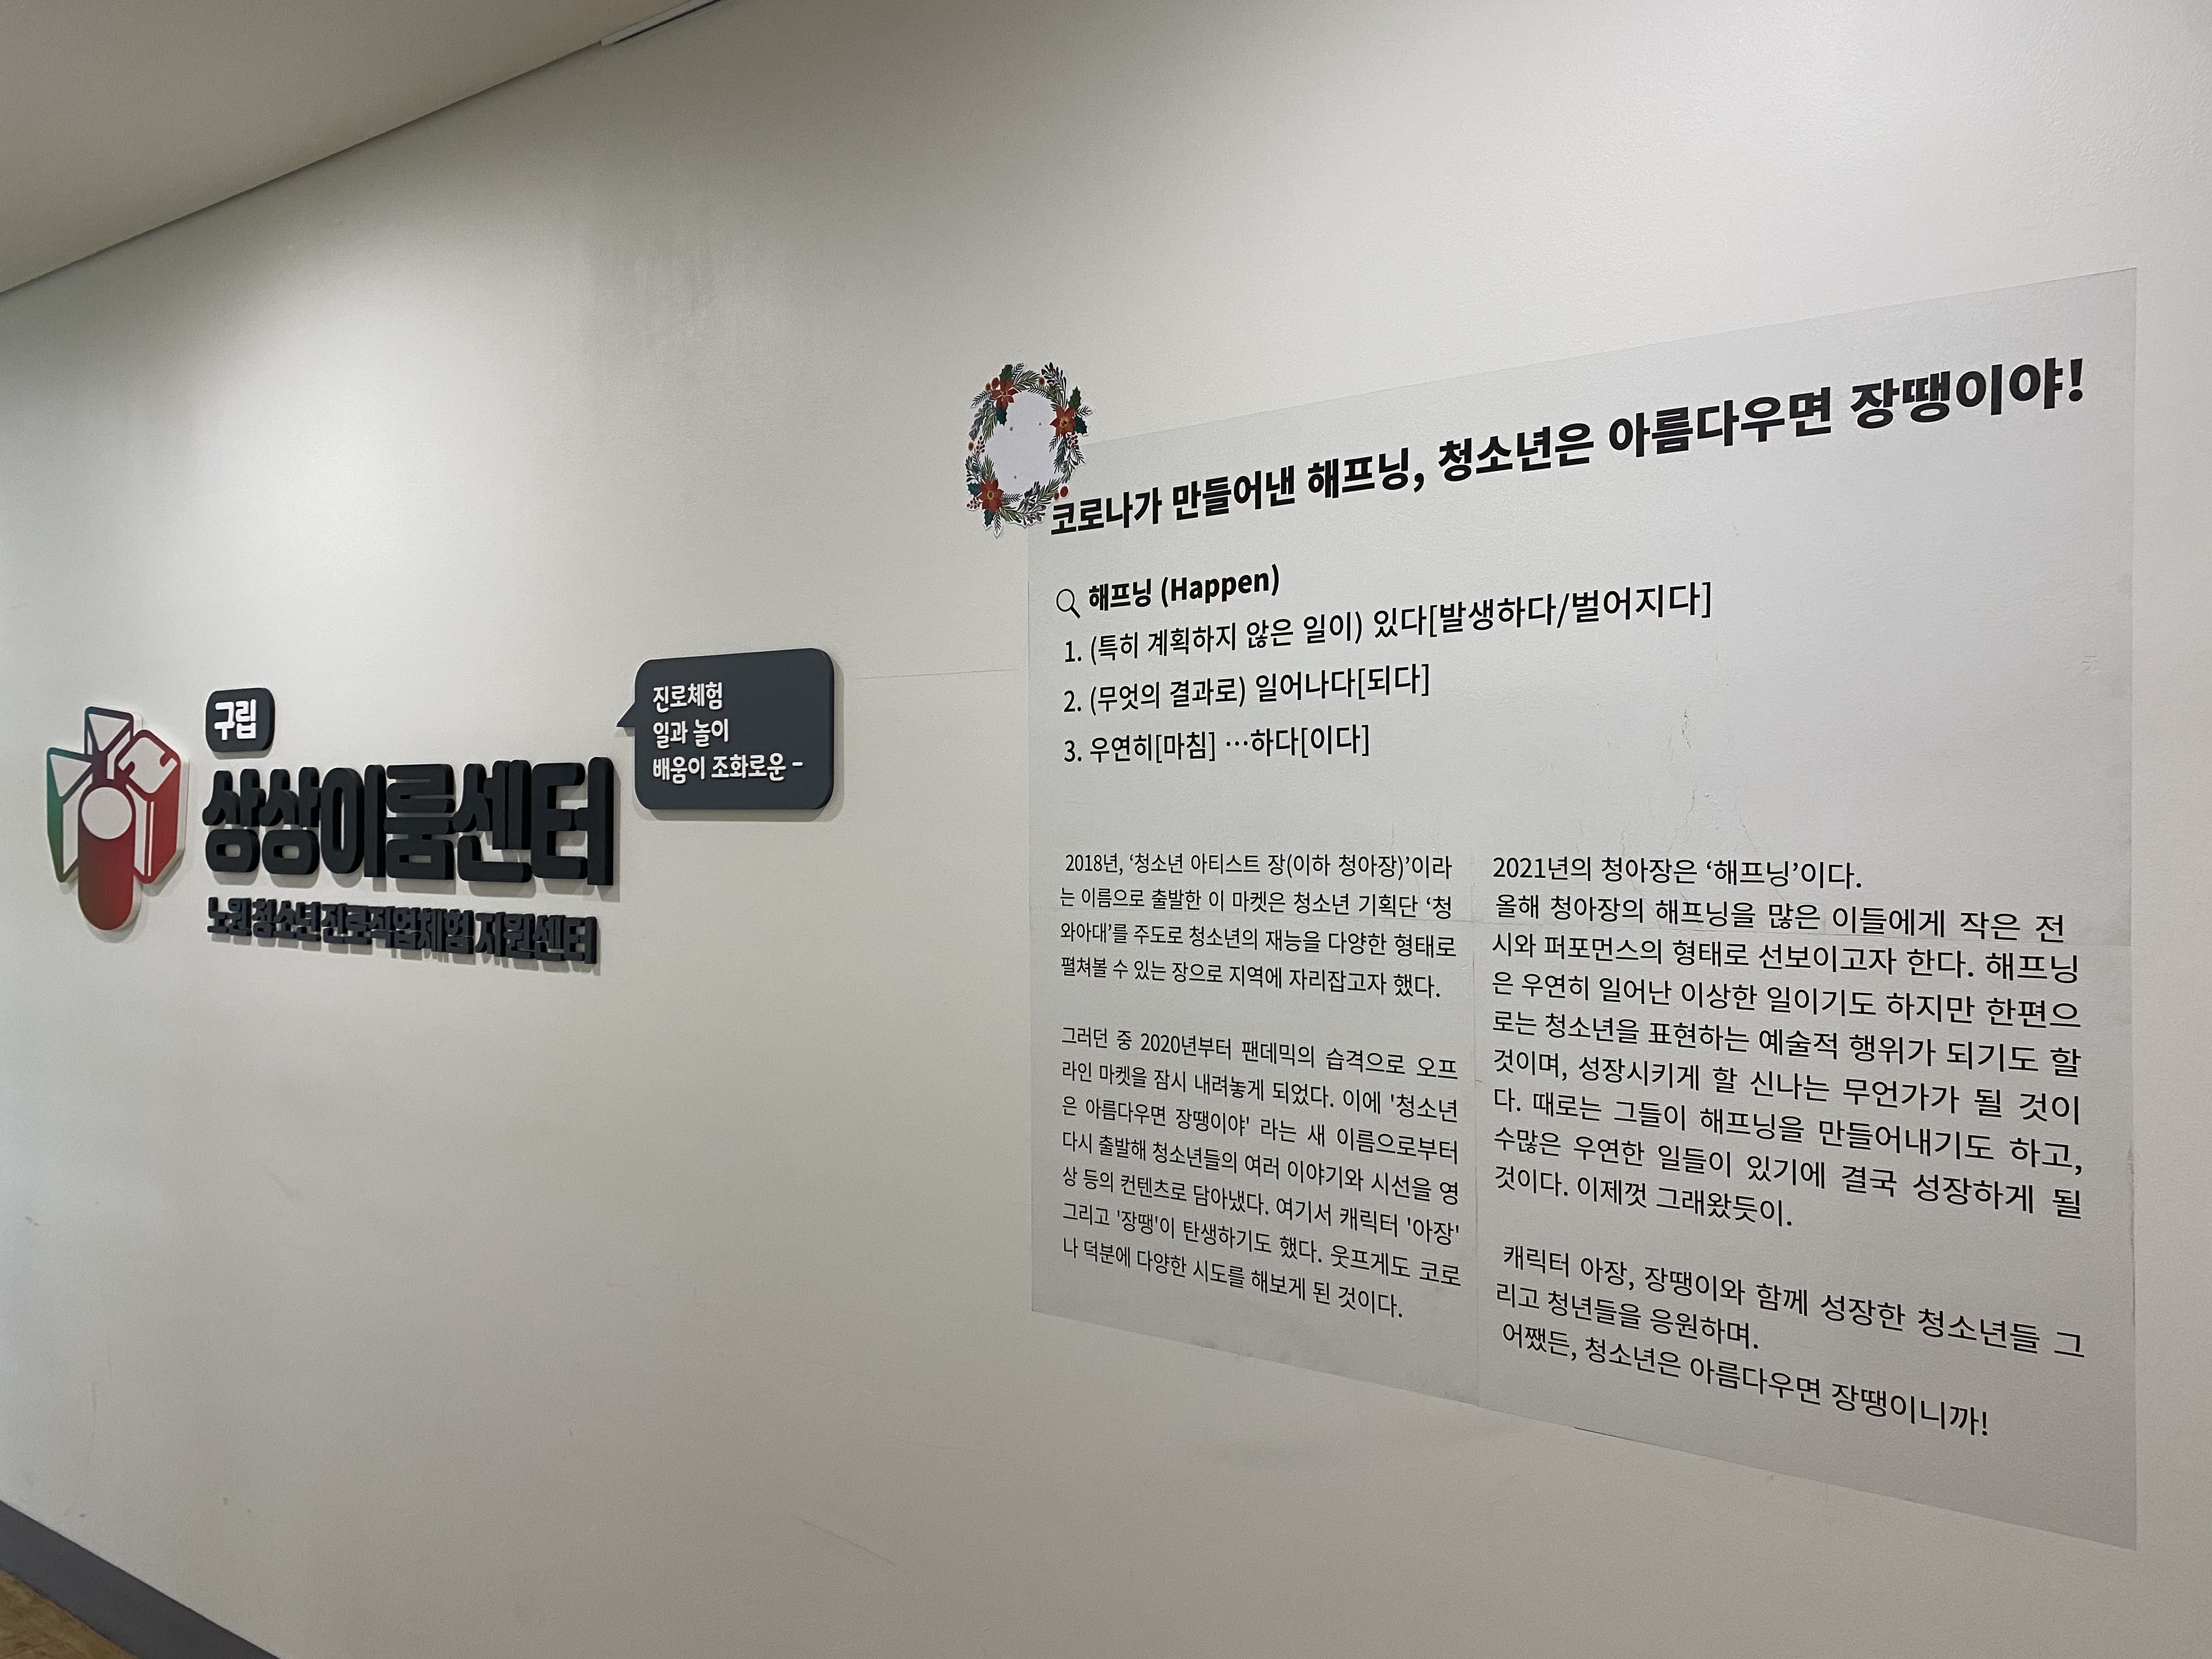 구립
상상이룸센터
노원청소년진로직업체험 지원센터
진로체험
일과 놀이
배움이 조화로운 –
코로나가 만들어낸 해프닝, 청소년은 아름다우면 장땡이야!
해프닝 (Happen)
1. (특히 계획하지 않은 일이) 있다[발생하다/벌어지다]
2. (무엇의 결과로) 일어나다[되다]
3. 우연히[마침] …하다[이다]
2018년, ‘청소년 아티스트 장(이하 청아장)’이라
는 이름으로 출발한 이 마켓은 청소년 기획단 ‘청
와아대’를 주도로 청소년의 재능을 다양한 형태로
펼쳐볼 수 있는 장으로 지역에 자리잡고자 했다.
그러던 중 2020년부터 팬데믹의 습격으로 오프
라인 마켓을 잠시 내려놓게 되었다. 이에 '청소년
은 아름다우면 장땡이야' 라는 새 이름으로부터
다시 출발해 청소년들의 여러 이야기와 시선을 영
상 등의 컨텐츠로 담아냈다. 여기서 캐릭터 '아장'
그리고 '장땡'이 탄생하기도 했다. 웃프게도 코로
나 덕분에 다양한 시도를 해보게 된 것이다.
2021년의 청아장은 ‘해프닝’이다.
올해 청아장의 해프닝을 많은 이들에게 작은 전
시와 퍼포먼스의 형태로 선보이고자 한다. 해프닝
은 우연히 일어난 이상한 일이기도 하지만 한편으
로는 청소년을 표현하는 예술적 행위가 되기도 할
것이며, 성장시키게 할 신나는 무언가가 될 것이
다. 때로는 그들이 해프닝을 만들어내기도 하고,
수많은 우연한 일들이 있기에 결국 성장하게 될
것이다. 이제껏 그래왔듯이.
캐릭터 아장, 장땡이와 함께 성장한 청소년들 그
리고 청년들을 응원하며.
어쨌든, 청소년은 아름다우면 장땡이니까!